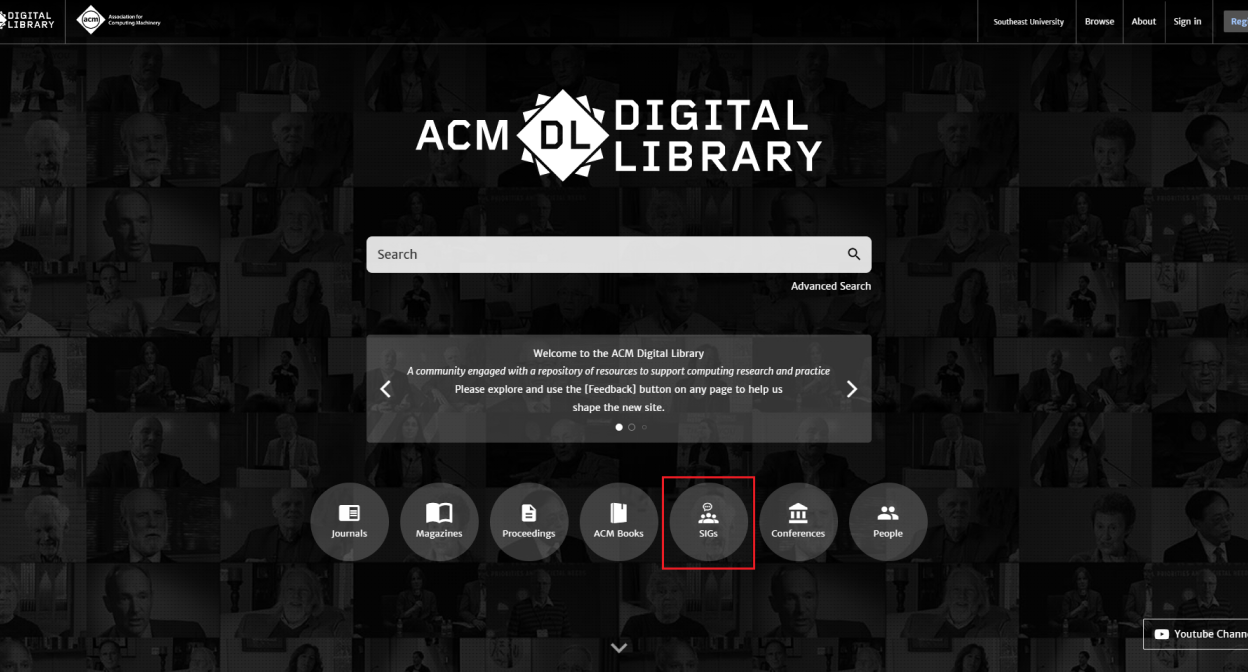 DIGITAL
LIBRARY
acm
Association for
Computing Machinery
Southeast University
Browse
About
Sign in
ACM DL DIGITAL
LIBRARY
Search
Advanced Search
Welcome to the ACM Digital Library
A community engaged with a repository of resources to support computing research and practice
Please explore and use the [Feedback] button on any page to help us
shape the new site.
Journals
Magazines
Proceedings
ACM Books
SIGs
Conferences
People
Youtube